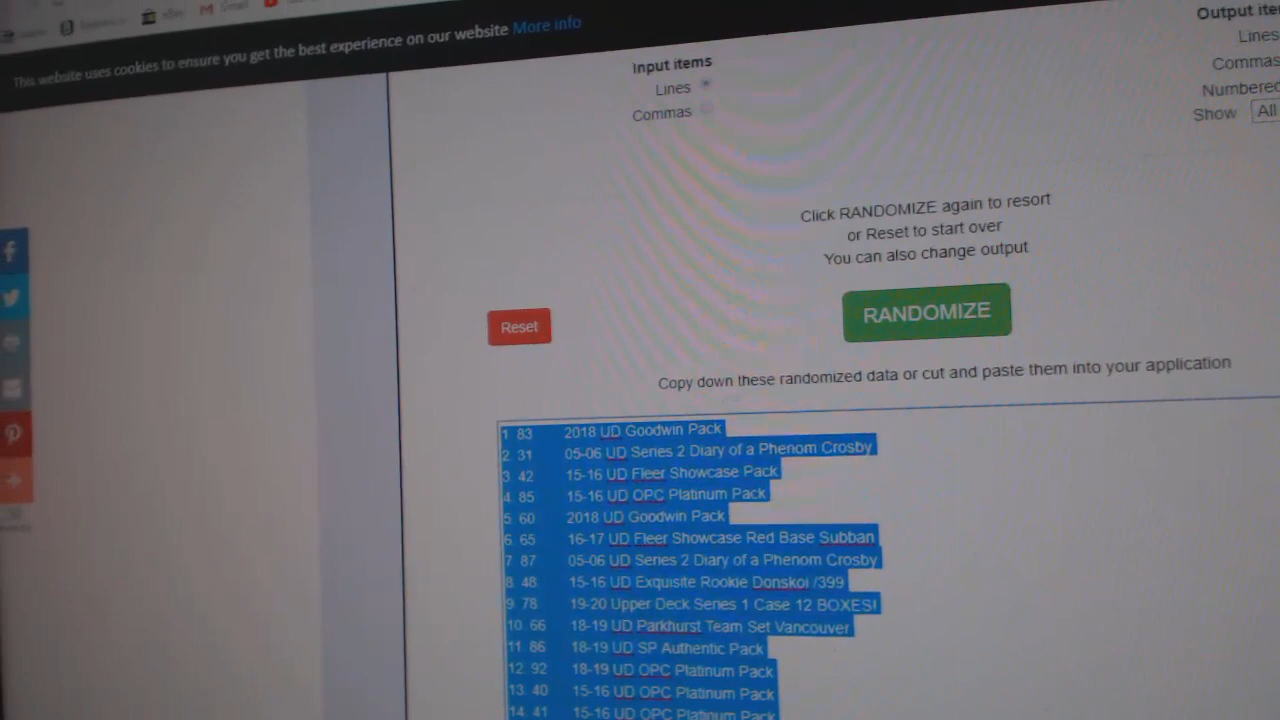 Gmail
This website uses cookies to ensure you get the best experience on our website More info
Input items
Lines
Commas
Output
Lines
Commas
Numbered
Show All
Click RANDOMIZE again to resort
or Reset to start over
You can also change output
Reset
RANDOMIZE
Copy down these randomized data or cut and paste them into your application
1. 83 2018 UD Goodwin Pack
2. 31 05-06 UD Series 2 Diary of a Phenom Crosby
3. 42 15-16 UD Fleer Showcase Pack
4. 85 15-16 UD OPC Platinum Pack
5. 60 2018 UD Goodwin Pack
6. 65 16-17 UD Fleer Showcase Red Base Subban
7. 87 05-06 UD Series 2 Diary of a Phenom Crosby
8. 48 15-16 UD Exquisite Rookie Donskoi /399
9. 78 19-20 Upper Deck Series 1 Case 12 BOXES!
10. 66 18-19 UD Parkhurst Team Set Vancouver
11. 86 18-19 UD SP Authentic Pack
12. 92 18-19 UD OPC Platinum Pack
13. 40 15-16 UD OPC Platinum Pack
14. 41 15-16 UD OPC Platinum Pack